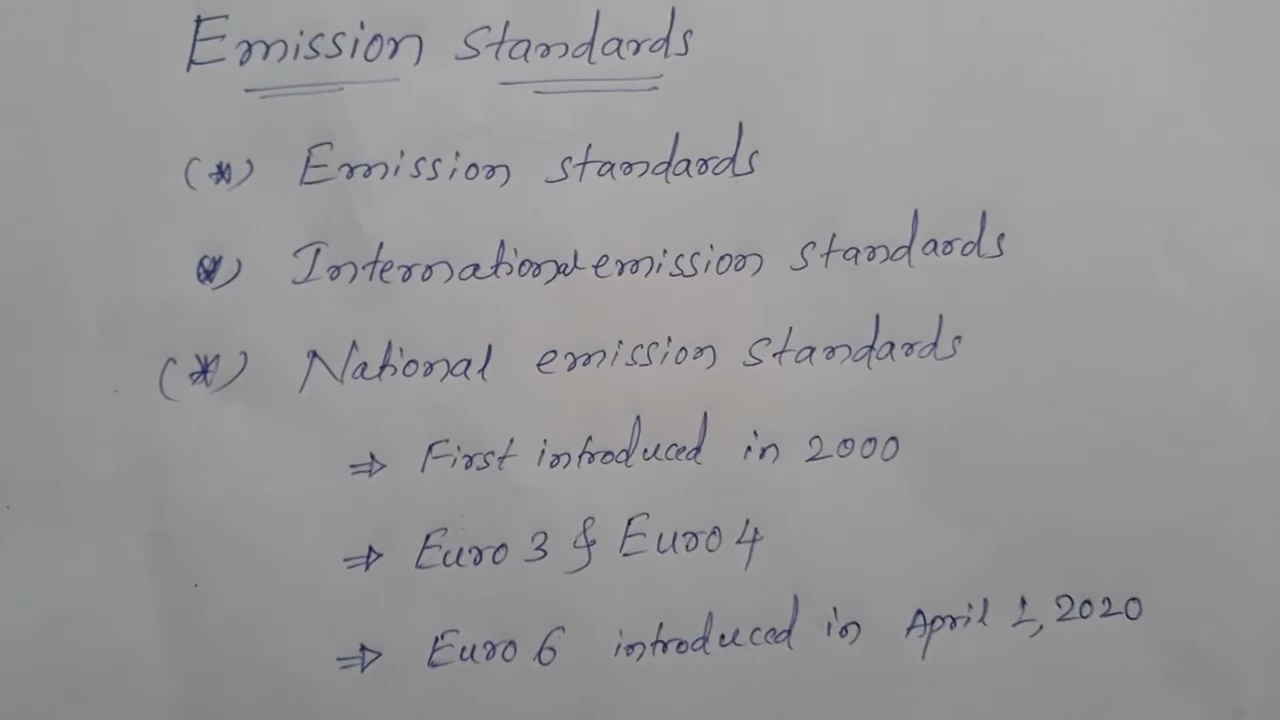 Emission Standards
(*) Emission standards
(*) International emission standards
(*) National emission standards
⇒ First introduced in 2000
⇒ Euro 3 & Euro 4
⇒ Euro 6 introduced in April 1, 2020